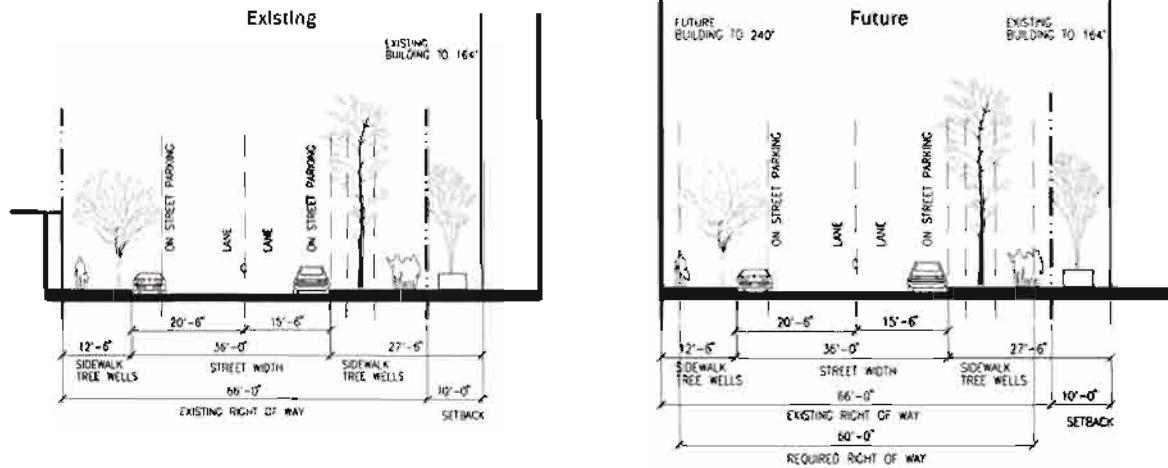 Existing
EXISTING
BUILDING TO 164'
ON STREET PARKING
LANE
LANE
ON STREET PARKING
20'-6"
15'-6"
12'-6"
36'-0"
27'-6"
SIDEWALK
TREE WELLS
STREET WIDTH
SIDEWALK
TREE WELLS
66'-0"
10'-0"
EXISTING RIGHT OF WAY
SETBACK
Future
FUTURE
BUILDING TO 240'
EXISTING
BUILDING TO 164'
ON STREET PARKING
LANE
LANE
ON STREET PARKING
20'-6"
15'-6"
12'-6"
36'-0"
27'-6"
SIDEWALK
TREE WELLS
STREET WIDTH
SIDEWALK
TREE WELLS
66'-0"
10'-0"
EXISTING RIGHT OF WAY
SETBACK
60'-0"
REQUIRED RIGHT OF WAY